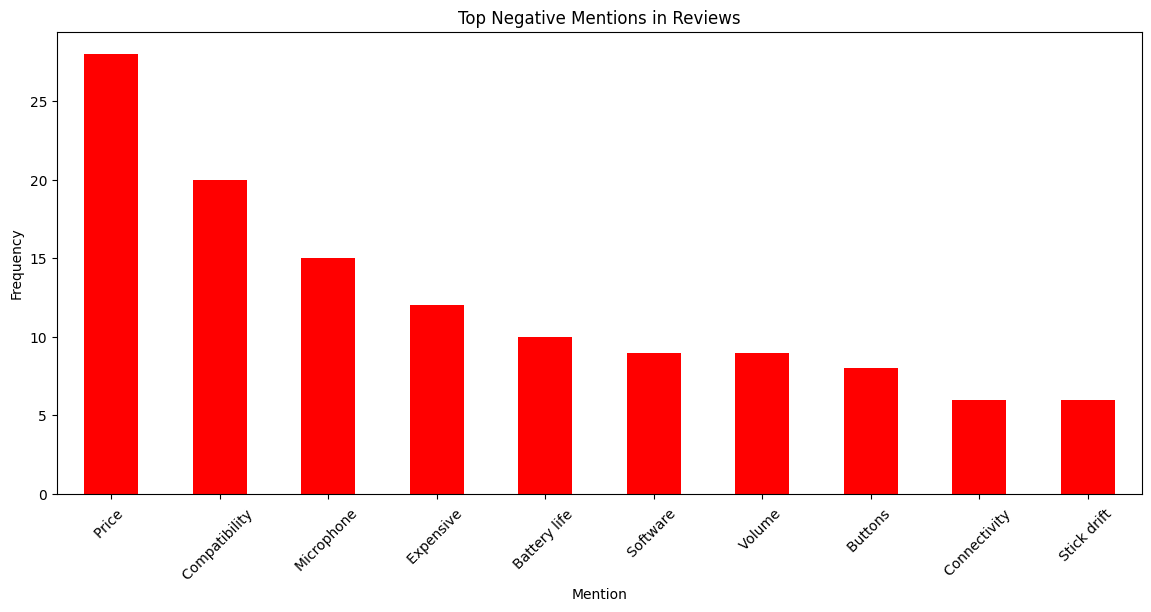 Top Negative Mentions in Reviews
Frequency
25
20
15
10
5
0
Price
Compatibility
Microphone
Expensive
Battery life
Software
Volume
Buttons
Connectivity
Stick drift
Mention